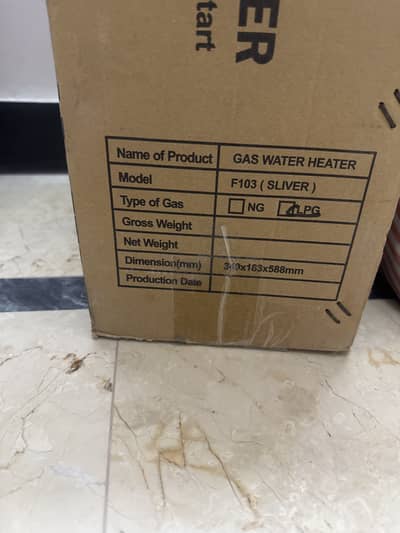 ER
tart
Name of Product GAS WATER HEATER
Model F103 ( SLIVER )
Type of Gas NG LPG
Gross Weight
Net Weight
Dimension(mm) 340x163x588mm
Production Date